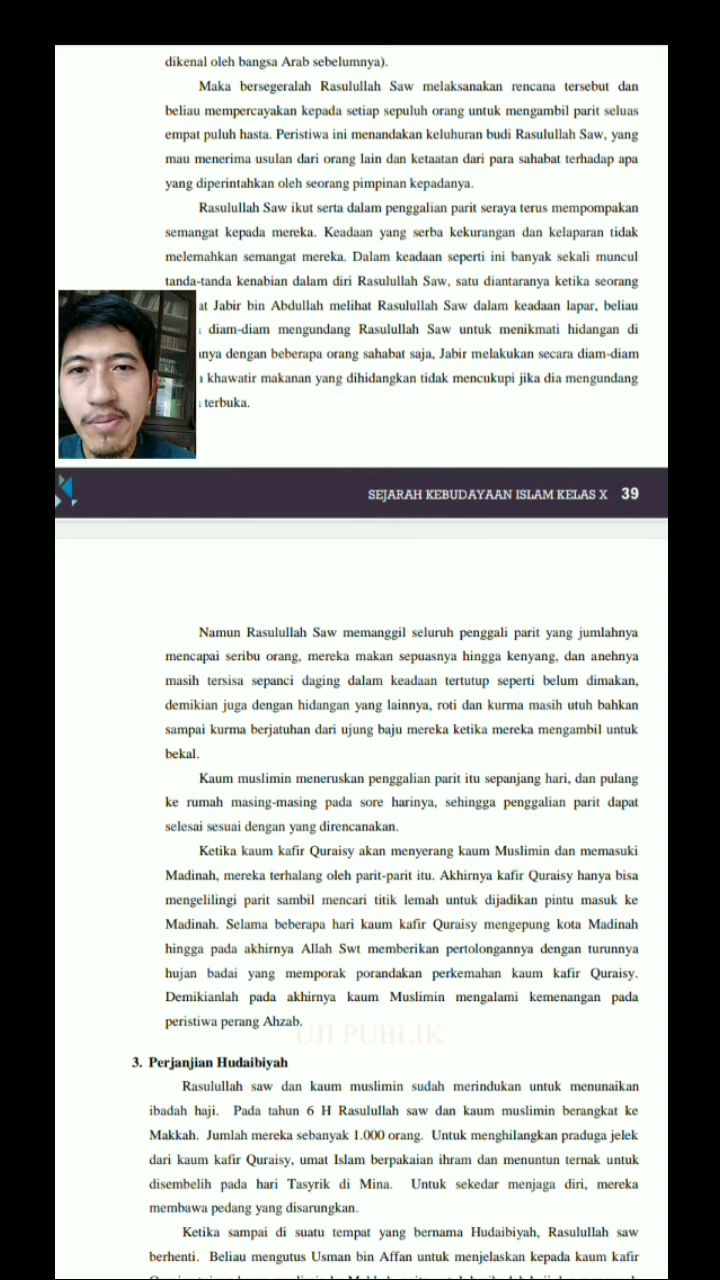 dikenal oleh bangsa Arab sebelumnya).
Maka bersegeralah Rasulullah Saw melaksanakan rencana tersebut dan
beliau mempercayakan kepada setiap sepuluh orang untuk mengambil parit seluas
empat puluh hasta. Peristiwa ini menandakan keluhuran budi Rasulullah Saw, yang
mau menerima usulan dari orang lain dan ketaatan dari para sahabat terhadap apa
yang diperintahkan oleh seorang pimpinan kepadanya.
Rasulullah Saw ikut serta dalam penggalian parit seraya terus mempompakan
semangat kepada mereka. Keadaan yang serba kekurangan dan kelaparan tidak
melemahkan semangat mereka. Dalam keadaan seperti ini banyak sekali muncul
tanda-tanda kenabian dalam diri Rasulullah Saw, satu diantaranya ketika seorang
at Jabir bin Abdullah melihat Rasulullah Saw dalam keadaan lapar, beliau
diam-diam mengundang Rasulullah Saw untuk menikmati hidangan di
nya dengan beberapa orang sahabat saja, Jabir melakukan secara diam-diam
khawatir makanan yang dihidangkan tidak mencukupi jika dia mengundang
terbuka.
SEJARAH KEBUDAYAAN ISLAM KELAS X 39
Namun Rasulullah Saw memanggil seluruh penggali parit yang jumlahnya
mencapai seribu orang, mereka makan sepuasnya hingga kenyang, dan anehnya
masih tersisa sepanci daging dalam keadaan tertutup seperti belum dimakan,
demikian juga dengan hidangan yang lainnya, roti dan kurma masih utuh bahkan
sampai kurma berjatuhan dari ujung baju mereka ketika mereka mengambil untuk
bekal.
Kaum muslimin meneruskan penggalian parit itu sepanjang hari, dan pulang
ke rumah masing-masing pada sore harinya, sehingga penggalian parit dapat
selesai sesuai dengan yang direncanakan.
Ketika kaum kafir Quraisy akan menyerang kaum Muslimin dan memasuki
Madinah, mereka terhalang oleh parit-parit itu. Akhirnya kafir Quraisy hanya bisa
mengelilingi parit sambil mencari titik lemah untuk dijadikan pintu masuk ke
Madinah. Selama beberapa hari kaum kafir Quraisy mengepung kota Madinah
hingga pada akhirnya Allah Swt memberikan pertolongannya dengan turunnya
hujan badai yang memporak porandakan perkemahan kaum kafir Quraisy.
Demikianlah pada akhirnya kaum Muslimin mengalami kemenangan pada
peristiwa perang Ahzab.
UJI PUBLIK
3. Perjanjian Hudaibiyah
Rasulullah saw dan kaum muslimin sudah merindukan untuk menunaikan
ibadah haji. Pada tahun 6 H Rasulullah saw dan kaum muslimin berangkat ke
Makkah. Jumlah mereka sebanyak 1.000 orang. Untuk menghilangkan praduga jelek
dari kaum kafir Quraisy, umat Islam berpakaian ihram dan menuntun ternak untuk
disembelih pada hari Tasyrik di Mina. Untuk sekedar menjaga diri, mereka
membawa pedang yang disarungkan.
Ketika sampai di suatu tempat yang bernama Hudaibiyah, Rasulullah saw
berhenti. Beliau mengutus Usman bin Affan untuk menjelaskan kepada kaum kafir